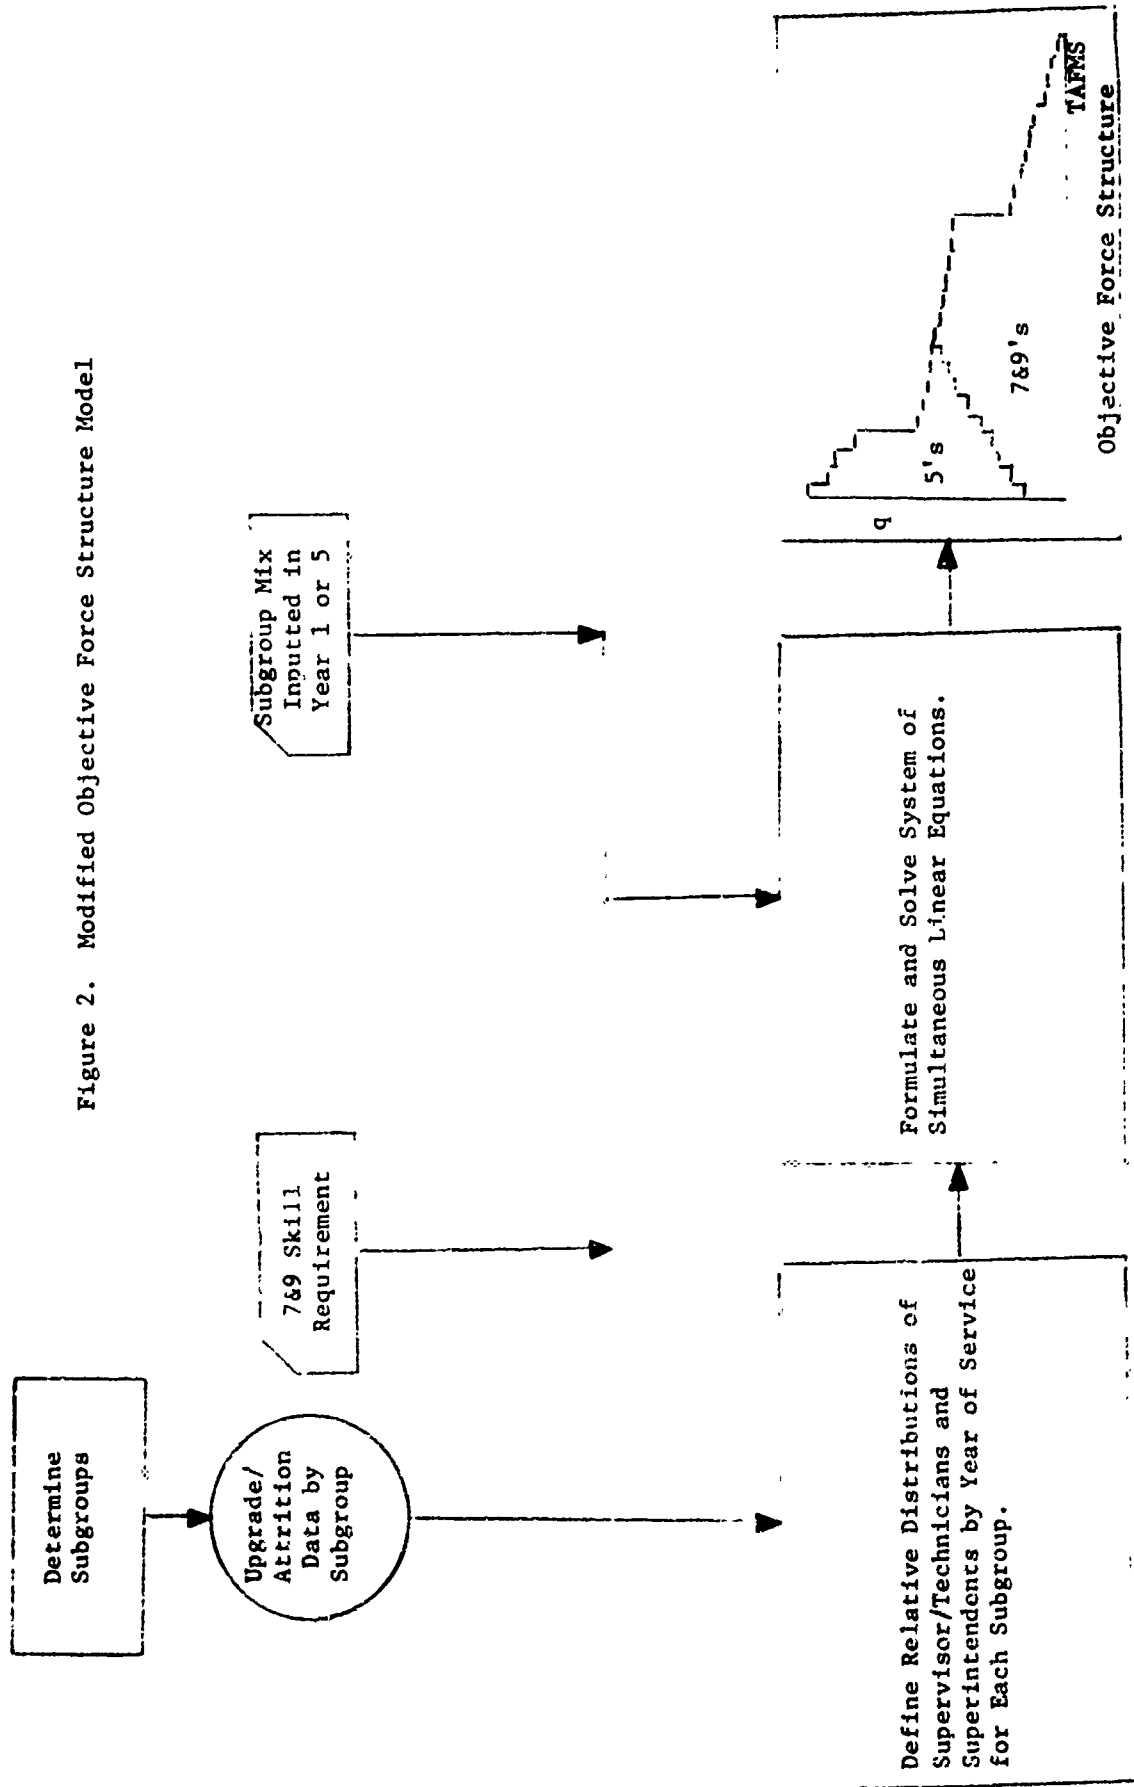 Figure 2. Modified Objective Force Structure Model
Determine
Subgroups
Upgrade/
Attrition
Data by
Subgroup
7&9 Skill
Requirement
Subgroup Mix
Inputted in
Year 1 or 5
Define Relative Distributions of
Supervisor/Technicians and
Superintendents by Year of Service
for Each Subgroup.
Formulate and Solve System of
Simultaneous Linear Equations.
q
5's
7&9's
TAFMS
Objective Force Structure